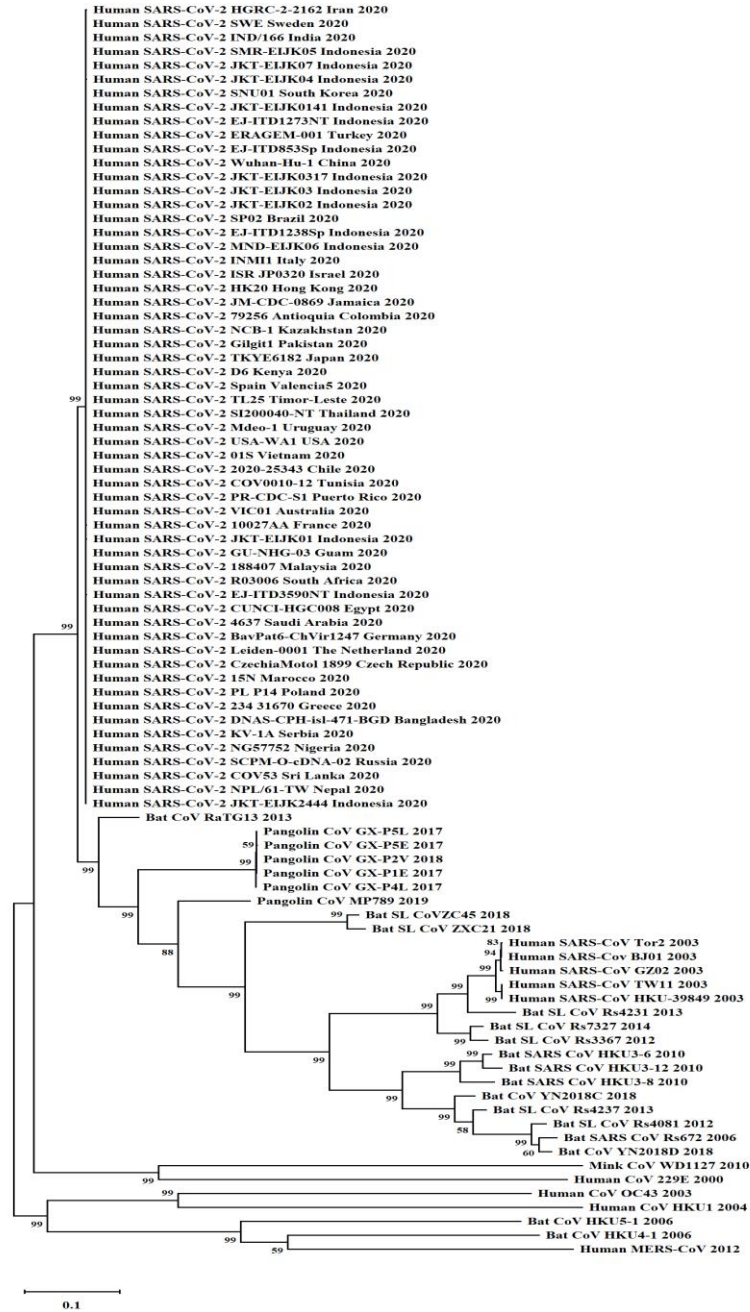 Human SARS-CoV-2 HGRC-2-2162 Iran 2020
Human SARS-CoV-2 SWE Sweden 2020
Human SARS-CoV-2 IND/166 India 2020
Human SARS-CoV-2 SMR-EIJK05 Indonesia 2020
Human SARS-CoV-2 JKT-EIJK07 Indonesia 2020
Human SARS-CoV-2 JKT-EIJK04 Indonesia 2020
Human SARS-CoV-2 SNU01 South Korea 2020
Human SARS-CoV-2 JKT-EIJK0141 Indonesia 2020
Human SARS-CoV-2 EJ-ITD1273NT Indonesia 2020
Human SARS-CoV-2 ERAGEM-001 Turkey 2020
Human SARS-CoV-2 EJ-ITD853Sp Indonesia 2020
Human SARS-CoV-2 Wuhan-Hu-1 China 2020
Human SARS-CoV-2 JKT-EIJK0317 Indonesia 2020
Human SARS-CoV-2 JKT-EIJK03 Indonesia 2020
Human SARS-CoV-2 JKT-EIJK02 Indonesia 2020
Human SARS-CoV-2 SP02 Brazil 2020
Human SARS-CoV-2 EJ-ITD1238Sp Indonesia 2020
Human SARS-CoV-2 MND-EIJK06 Indonesia 2020
Human SARS-CoV-2 INMI1 Italy 2020
Human SARS-CoV-2 ISR JP0320 Israel 2020
Human SARS-CoV-2 HK20 Hong Kong 2020
Human SARS-CoV-2 JM-CDC-0869 Jamaica 2020
Human SARS-CoV-2 79256 Antioquia Colombia 2020
Human SARS-CoV-2 NCB-1 Kazakhstan 2020
Human SARS-CoV-2 Gilgit1 Pakistan 2020
Human SARS-CoV-2 TKYE6182 Japan 2020
Human SARS-CoV-2 D6 Kenya 2020
Human SARS-CoV-2 Spain Valencia5 2020
99
Human SARS-CoV-2 TL25 Timor-Leste 2020
Human SARS-CoV-2 SI200040-NT Thailand 2020
Human SARS-CoV-2 Mdeo-1 Uruguay 2020
Human SARS-CoV-2 USA-WA1 USA 2020
Human SARS-CoV-2 01S Vietnam 2020
Human SARS-CoV-2 2020-25343 Chile 2020
Human SARS-CoV-2 COV0010-12 Tunisia 2020
Human SARS-CoV-2 PR-CDC-S1 Puerto Rico 2020
Human SARS-CoV-2 VIC01 Australia 2020
Human SARS-CoV-2 10027AA France 2020
Human SARS-CoV-2 JKT-EIJK01 Indonesia 2020
Human SARS-CoV-2 GU-NHG-03 Guam 2020
Human SARS-CoV-2 188407 Malaysia 2020
Human SARS-CoV-2 R03006 South Africa 2020
Human SARS-CoV-2 EJ-ITD3590NT Indonesia 2020
Human SARS-CoV-2 CUNCI-HGC008 Egypt 2020
Human SARS-CoV-2 4637 Saudi Arabia 2020
99
Human SARS-CoV-2 BavPat6-ChVir1247 Germany 2020
Human SARS-CoV-2 Leiden-0001 The Netherland 2020
Human SARS-CoV-2 CzechiaMotol 1899 Czech Republic 2020
Human SARS-CoV-2 15N Marocco 2020
Human SARS-CoV-2 PL P14 Poland 2020
Human SARS-CoV-2 234 31670 Greece 2020
Human SARS-CoV-2 DNAS-CPH-isl-471-BGD Bangladesh 2020
Human SARS-CoV-2 KV-1A Serbia 2020
Human SARS-CoV-2 NG57752 Nigeria 2020
Human SARS-CoV-2 SCPM-O-cDNA-02 Russia 2020
Human SARS-CoV-2 COV53 Sri Lanka 2020
Human SARS-CoV-2 NPL/61-TW Nepal 2020
Human SARS-CoV-2 JKT-EIJK2444 Indonesia 2020
Bat CoV RaTG13 2013
Pangolin CoV GX-P5L 2017
59 Pangolin CoV GX-P5E 2017
99 Pangolin CoV GX-P2V 2018
99
Pangolin CoV GX-P1E 2017
Pangolin CoV GX-P4L 2017
Pangolin CoV MP789 2019
99
99 Bat SL CoVZC45 2018
Bat SL CoV ZXC21 2018
83 Human SARS-CoV Tor2 2003
88
94 Human SARS-Cov BJ01 2003
99 Human SARS-CoV GZ02 2003
99
Human SARS-CoV TW11 2003
99 Human SARS-CoV HKU-39849 2003
Bat SL CoV Rs4231 2013
99
Bat SL CoV Rs7327 2014
99 Bat SL CoV Rs3367 2012
99
99 Bat SARS CoV HKU3-6 2010
99
Bat SARS CoV HKU3-12 2010
Bat SARS CoV HKU3-8 2010
99
Bat CoV YN2018C 2018
Bat SL CoV Rs4237 2013
99
Bat SL CoV Rs4081 2012
58
99 Bat SARS CoV Rs672 2006
60 Bat CoV YN2018D 2018
Mink CoV WD1127 2010
99 Human CoV 229E 2000
Human CoV OC43 2003
99 Human CoV HKU1 2004
99
Bat CoV HKU5-1 2006
99
Bat CoV HKU4-1 2006
59 Human MERS-CoV 2012
0.1